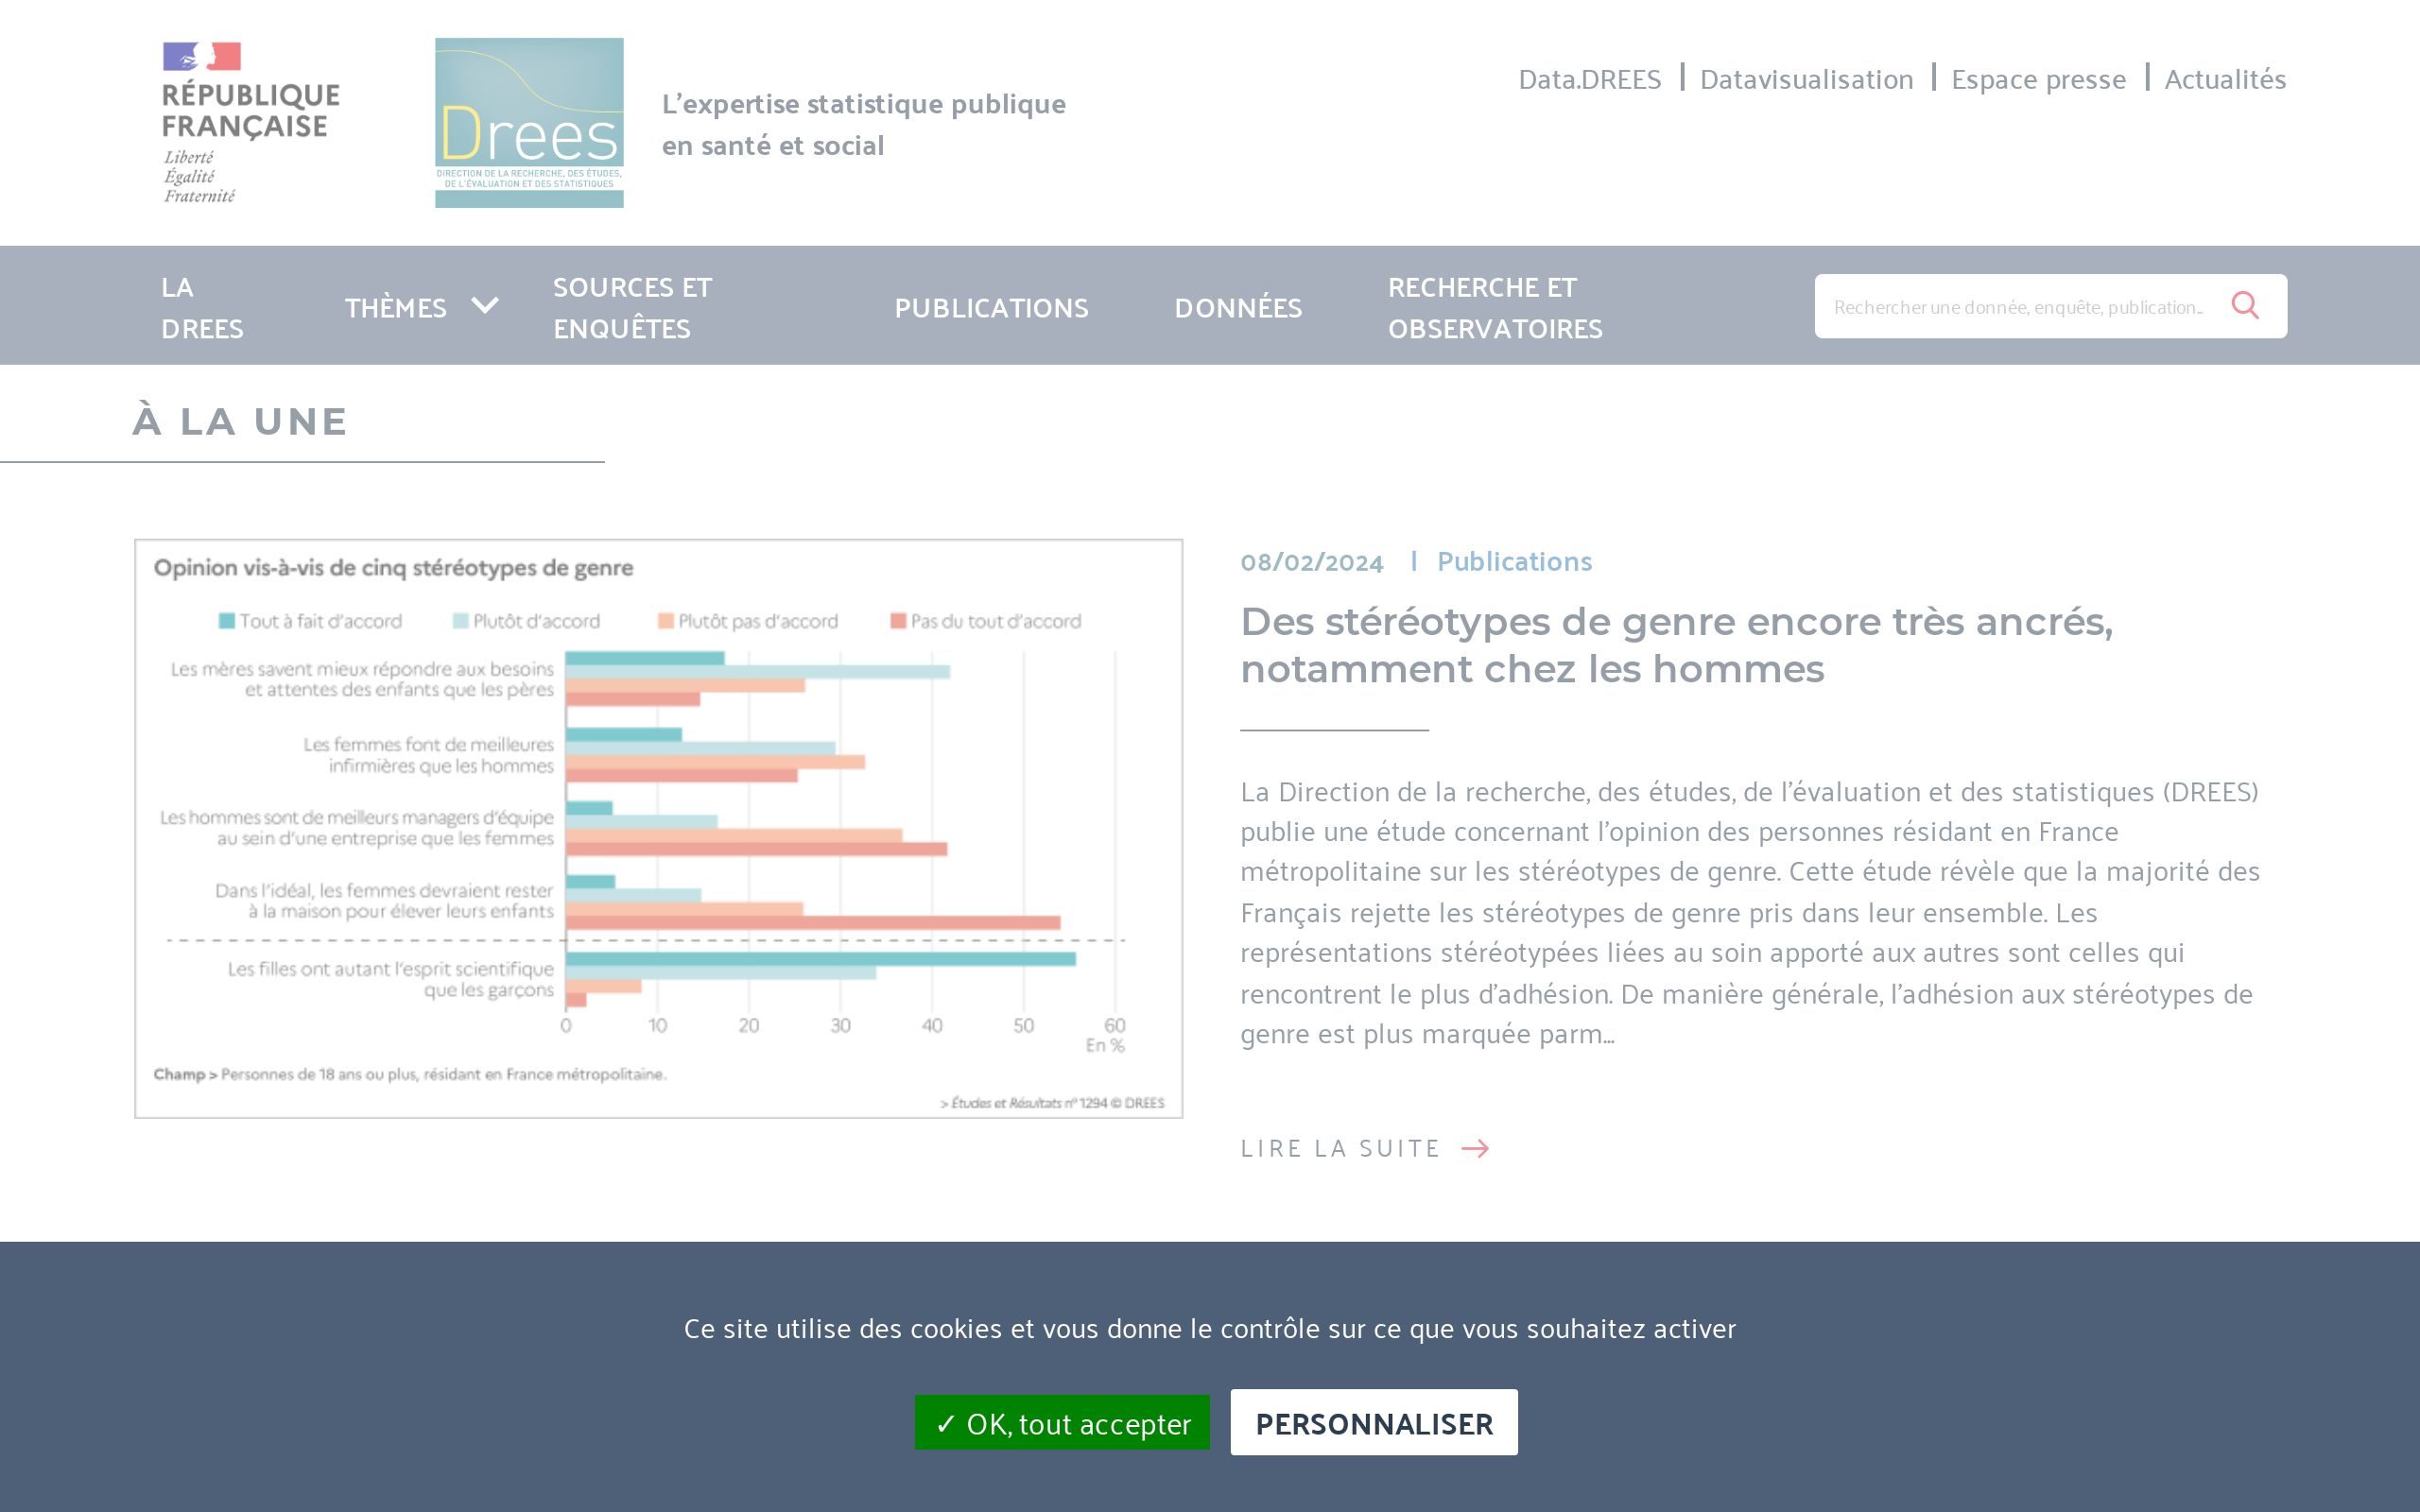 RÉPUBLIQUE
FRANÇAISE
Liberté
Égalité
Fraternité
Drees
DIRECTION DE LA RECHERCHE, DES ÉTUDES,
DE L'ÉVALUATION ET DES STATISTIQUES
L'expertise statistique publique
en santé et social
Data.DREES | Datavisualisation | Espace presse | Actualités
LA
DREES
THÈMES
SOURCES ET
ENQUÊTES
PUBLICATIONS
DONNÉES
RECHERCHE ET
OBSERVATOIRES
Rechercher une donnée, enquête, publication...
À LA UNE
Opinion vis-à-vis de cinq stéréotypes de genre
Tout à fait d'accord Plutôt d'accord Plutôt pas d'accord Pas du tout d'accord
Les mères savent mieux répondre aux besoins
et attentes des enfants que les pères
Les femmes font de meilleures
infirmières que les hommes
Les hommes sont de meilleurs managers d'équipe
au sein d'une entreprise que les femmes
Dans l'idéal, les femmes devraient rester
à la maison pour élever leurs enfants
Les filles ont autant l'esprit scientifique
que les garçons
0 10 20 30 40 50 60
En %
Champ > Personnes de 18 ans ou plus, résidant en France métropolitaine.
> Études et Résultats n° 1294 © DREES
08/02/2024 | Publications
Des stéréotypes de genre encore très ancrés,
notamment chez les hommes
La Direction de la recherche, des études, de l'évaluation et des statistiques (DREES)
publie une étude concernant l'opinion des personnes résidant en France
métropolitaine sur les stéréotypes de genre. Cette étude révèle que la majorité des
Français rejette les stéréotypes de genre pris dans leur ensemble. Les
représentations stéréotypées liées au soin apporté aux autres sont celles qui
rencontrent le plus d'adhésion. De manière générale, l'adhésion aux stéréotypes de
genre est plus marquée parm...
LIRE LA SUITE
Ce site utilise des cookies et vous donne le contrôle sur ce que vous souhaitez activer
✓ OK, tout accepter
PERSONNALISER